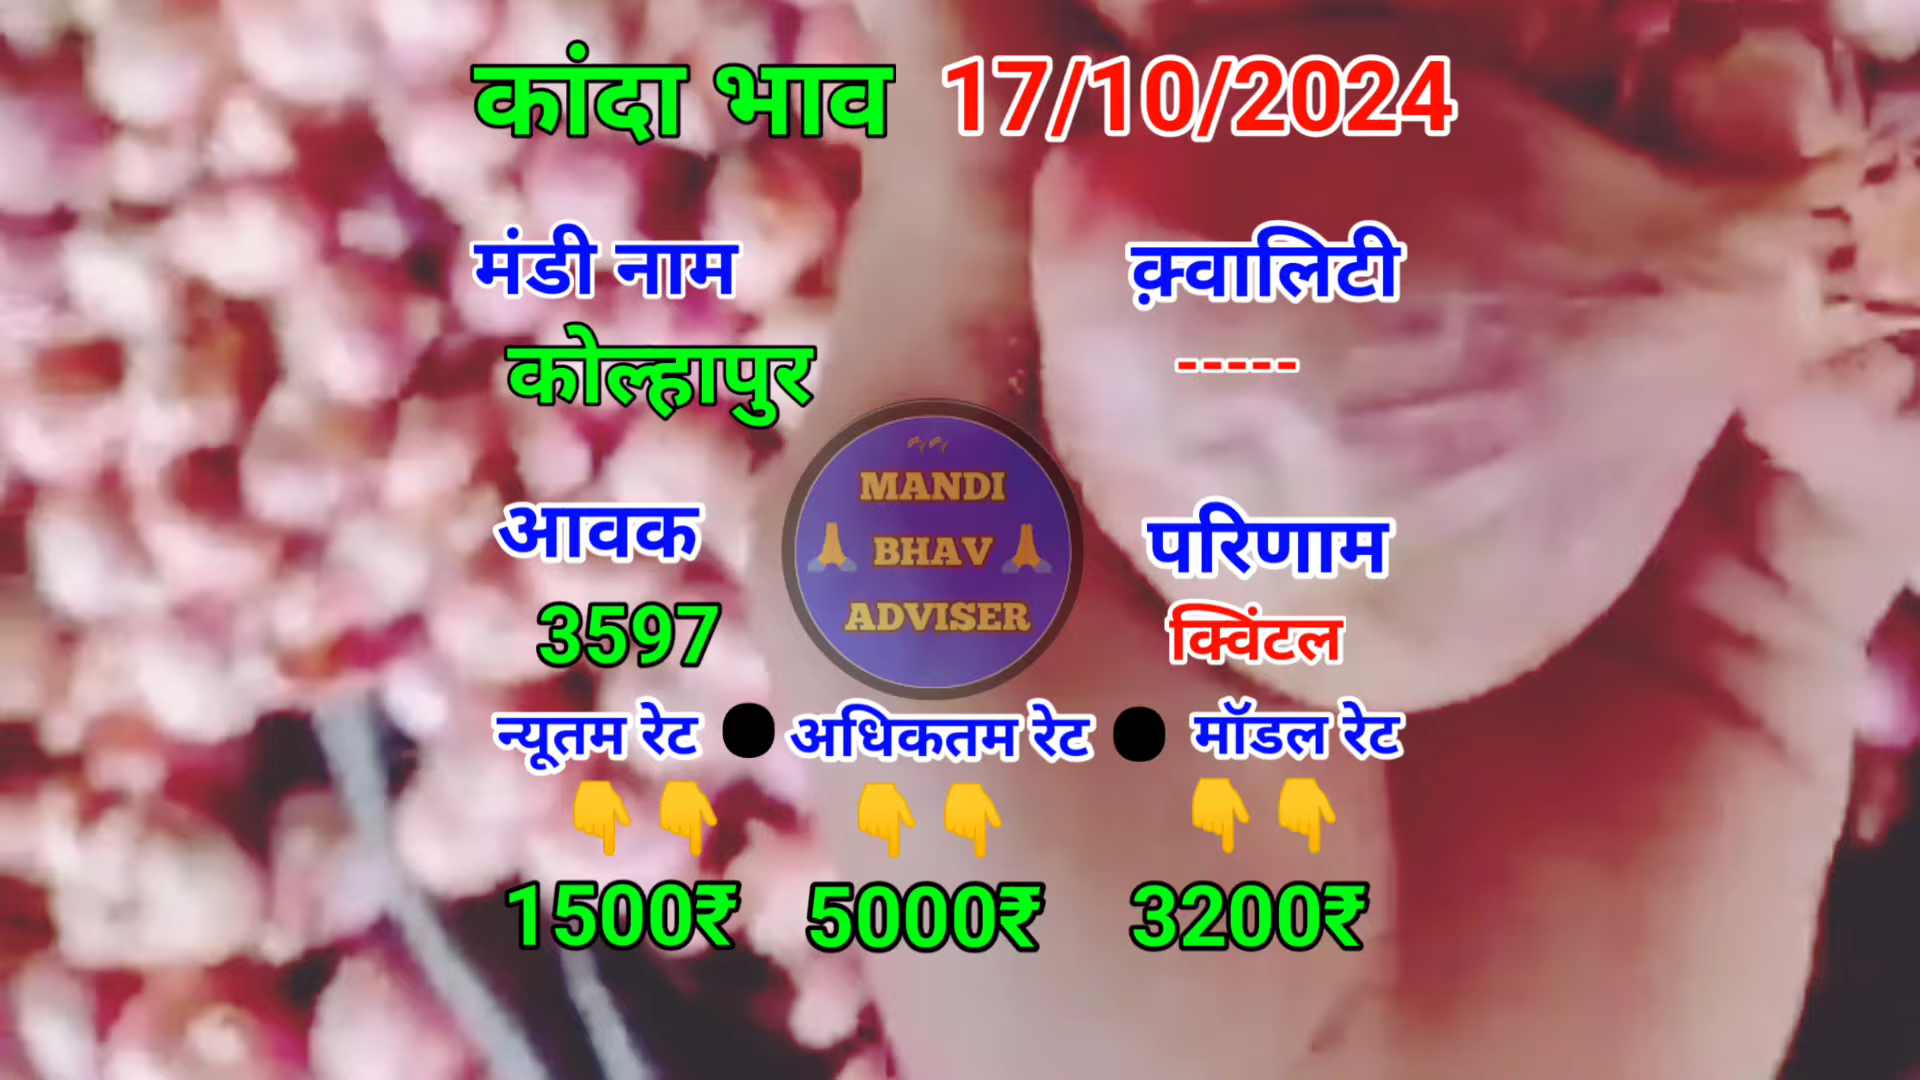 कांदा भाव 17/10/2024
मंडी नाम क़्वालिटी
कोल्हापुर -----
MANDI
BHAV
ADVISER
आवक परिणाम
3597 क्विंटल
न्यूतम रेट ● अधिकतम रेट ● मॉडल रेट
👇👇 👇👇 👇👇
1500₹ 5000₹ 3200₹